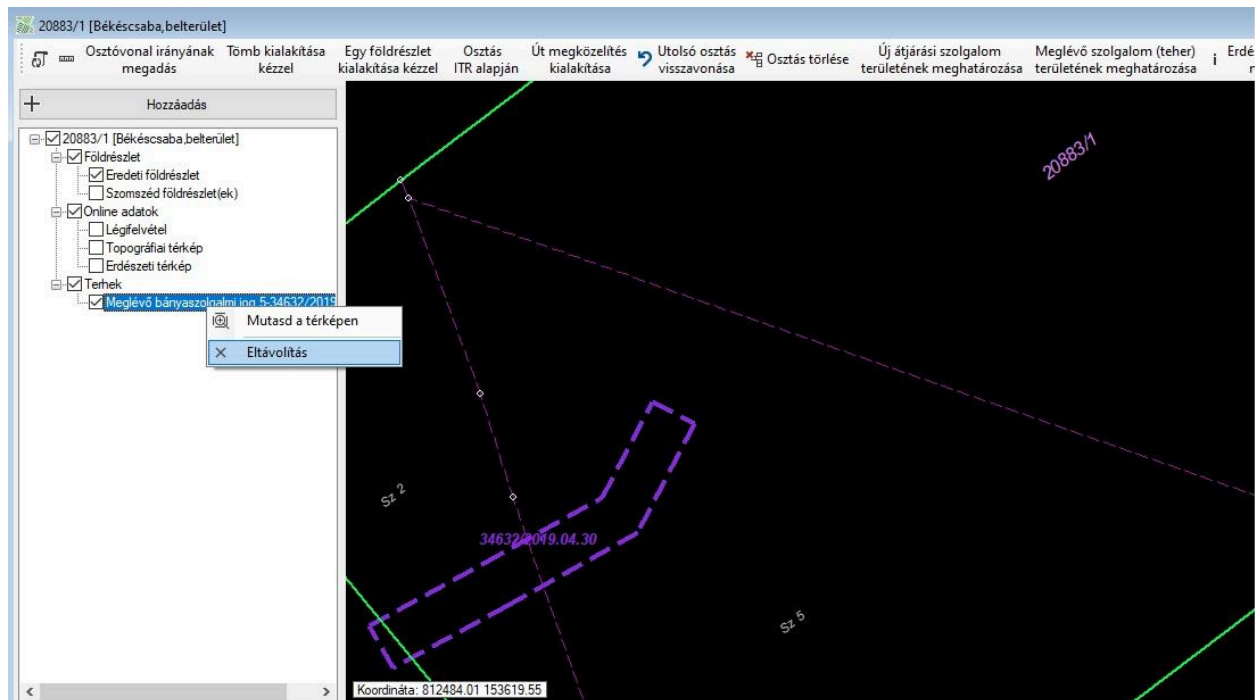 20883/1 [Békéscsaba,belterület]
Osztóvonal irányának megadás
Tömb kialakítása kézzel
Egy földrészlet kialakítása kézzel
Osztás ITR alapján
Út megközelítés kialakítása
Utolsó osztás visszavonása
Osztás törlése
Új átjárási szolgalom területének meghatározása
Meglévő szolgalom (teher) területének meghatározása
Hozzáadás
20883/1 [Békéscsaba,belterület]
Földrészlet
Eredeti földrészlet
Szomszéd földrészlet(ek)
Online adatok
Légifelvétel
Topográfiai térkép
Erdészeti térkép
Terhek
Meglévő bányaszolgalmi jog 5-34632/2019
Mutasd a térképen
Eltávolítás
20883/1
Sz 2
34632/2019.04.30
Sz 5
Koordináta: 812484.01 153619.55